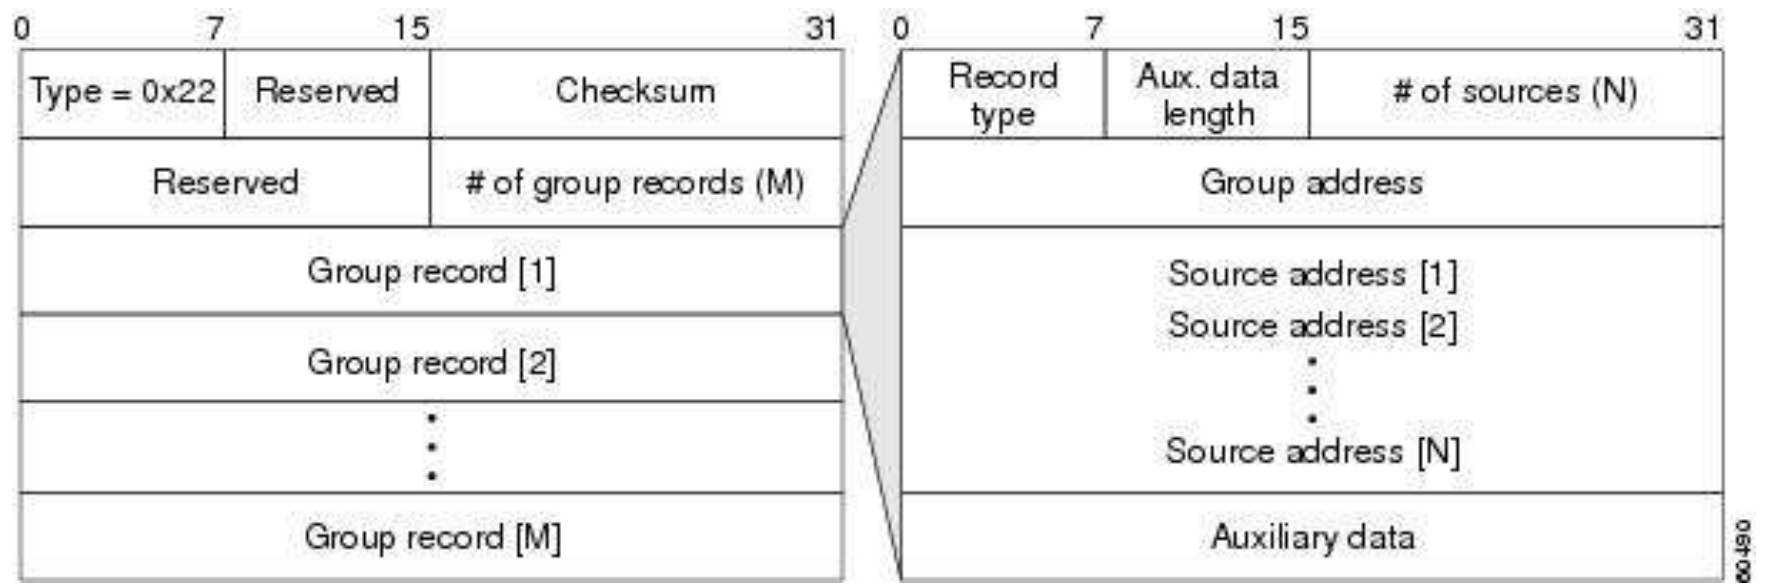 0 7 15 31
Type = 0x22 Reserved Checksum
Reserved # of group records (M)
Group record [1]
Group record [2]
Group record [M]
0 7 15 31
Record type Aux. data length # of sources (N)
Group address
Source address [1]
Source address [2]
Source address [N]
Auxiliary data
60490